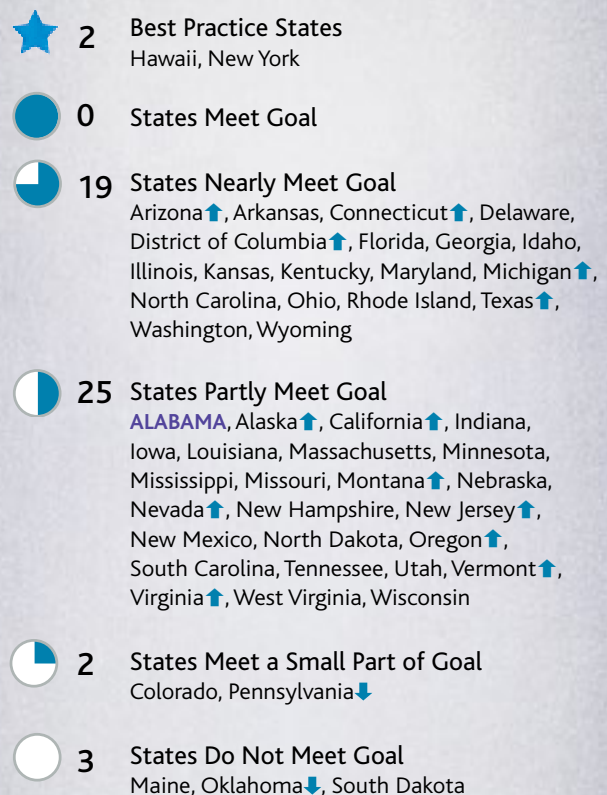 2 Best Practice States
Hawaii, New York
0 States Meet Goal
19 States Nearly Meet Goal
Arizona⬆, Arkansas, Connecticut⬆, Delaware,
District of Columbia⬆, Florida, Georgia, Idaho,
Illinois, Kansas, Kentucky, Maryland, Michigan⬆,
North Carolina, Ohio, Rhode Island, Texas⬆,
Washington, Wyoming
25 States Partly Meet Goal
ALABAMA, Alaska⬆, California⬆, Indiana,
Iowa, Louisiana, Massachusetts, Minnesota,
Mississippi, Missouri, Montana⬆, Nebraska,
Nevada⬆, New Hampshire, New Jersey⬆,
New Mexico, North Dakota, Oregon⬆,
South Carolina, Tennessee, Utah, Vermont⬆,
Virginia⬆, West Virginia, Wisconsin
2 States Meet a Small Part of Goal
Colorado, Pennsylvania⬇
3 States Do Not Meet Goal
Maine, Oklahoma⬇, South Dakota